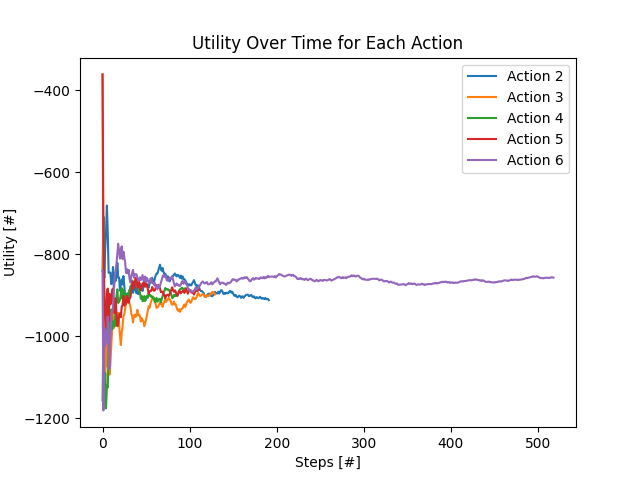 Utility Over Time for Each Action
Utility [#]
−400
−600
−800
−1000
−1200
0
100
200
300
400
500
Steps [#]
Action 2
Action 3
Action 4
Action 5
Action 6